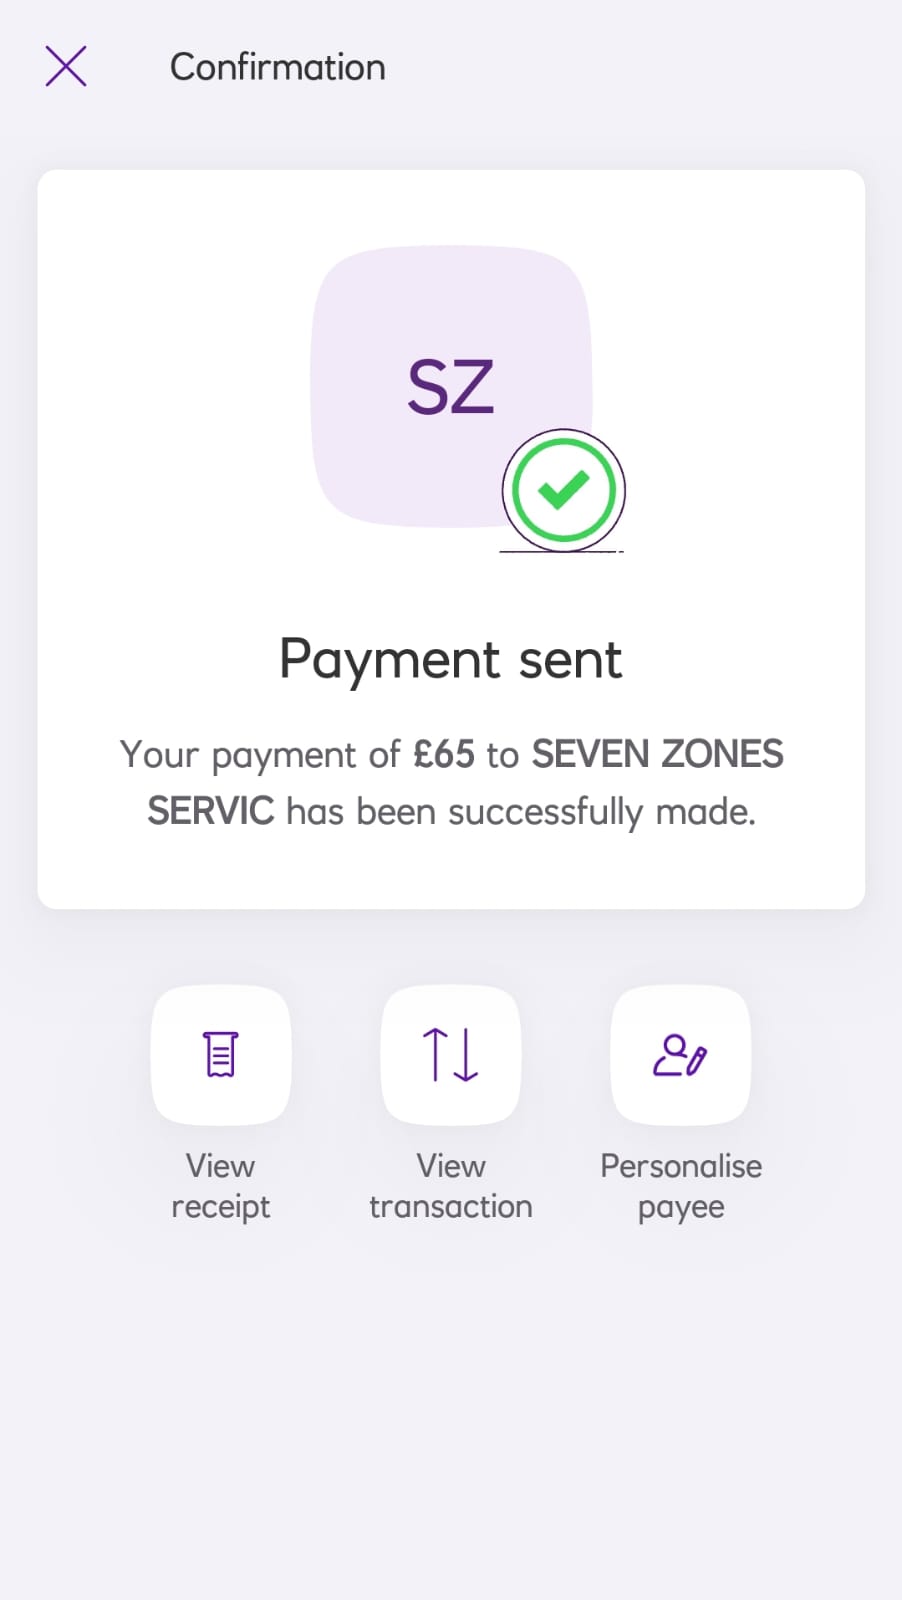 Confirmation
SZ
Payment sent
Your payment of £65 to SEVEN ZONES
SERVIC has been successfully made.
View
receipt
View
transaction
Personalise
payee